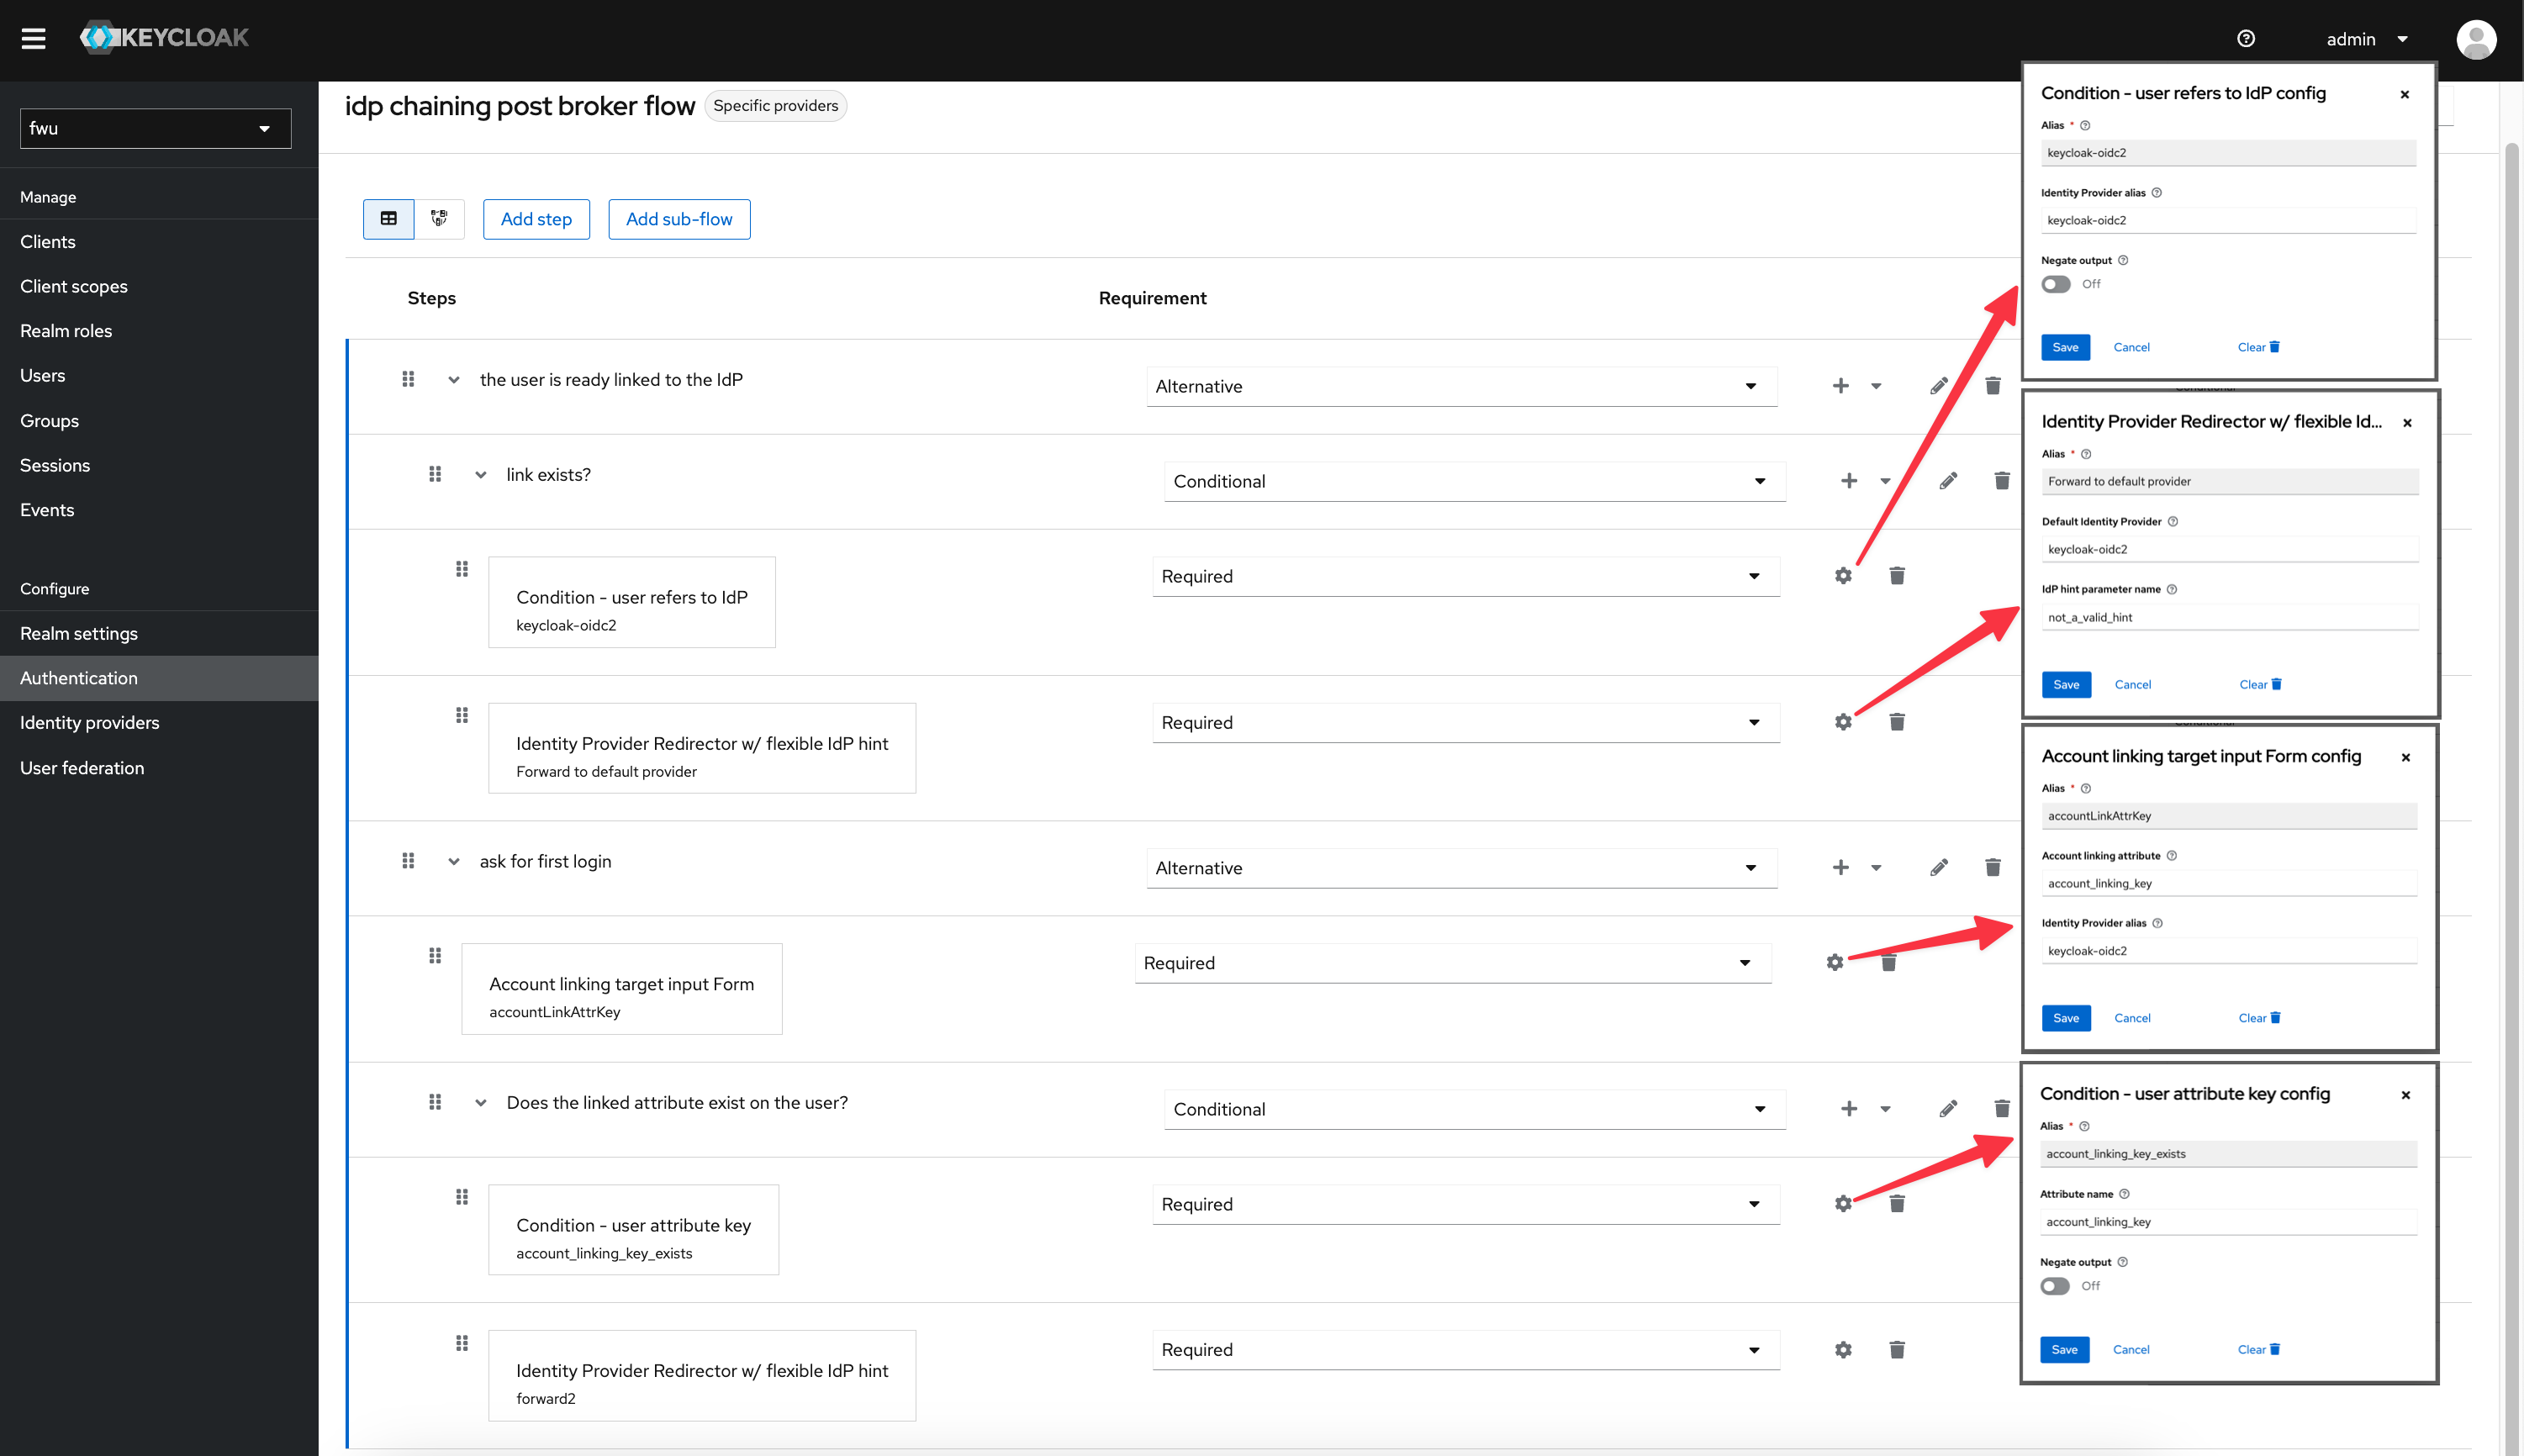 KEYCLOAK
admin
fwu
Manage
Clients
Client scopes
Realm roles
Users
Groups
Sessions
Events
Configure
Realm settings
Authentication
Identity providers
User federation
idp chaining post broker flow
Specific providers
Add step
Add sub-flow
Steps
Requirement
the user is ready linked to the IdP
Alternative
link exists?
Conditional
Condition - user refers to IdP
keycloak-oidc2
Required
Identity Provider Redirector w/ flexible IdP hint
Forward to default provider
Required
ask for first login
Alternative
Account linking target input Form
accountLinkAttrKey
Required
Does the linked attribute exist on the user?
Conditional
Condition - user attribute key
account_linking_key_exists
Required
Identity Provider Redirector w/ flexible IdP hint
forward2
Required
Condition - user refers to IdP config
Alias *
keycloak-oidc2
Identity Provider alias
keycloak-oidc2
Negate output
Off
Save
Cancel
Clear
Identity Provider Redirector w/ flexible Id...
Alias *
Forward to default provider
Default Identity Provider
keycloak-oidc2
IdP hint parameter name
not_a_valid_hint
Save
Cancel
Clear
Account linking target input Form config
Alias *
accountLinkAttrKey
Account linking attribute
account_linking_key
Identity Provider alias
keycloak-oidc2
Save
Cancel
Clear
Condition - user attribute key config
Alias *
account_linking_key_exists
Attribute name
account_linking_key
Negate output
Off
Save
Cancel
Clear